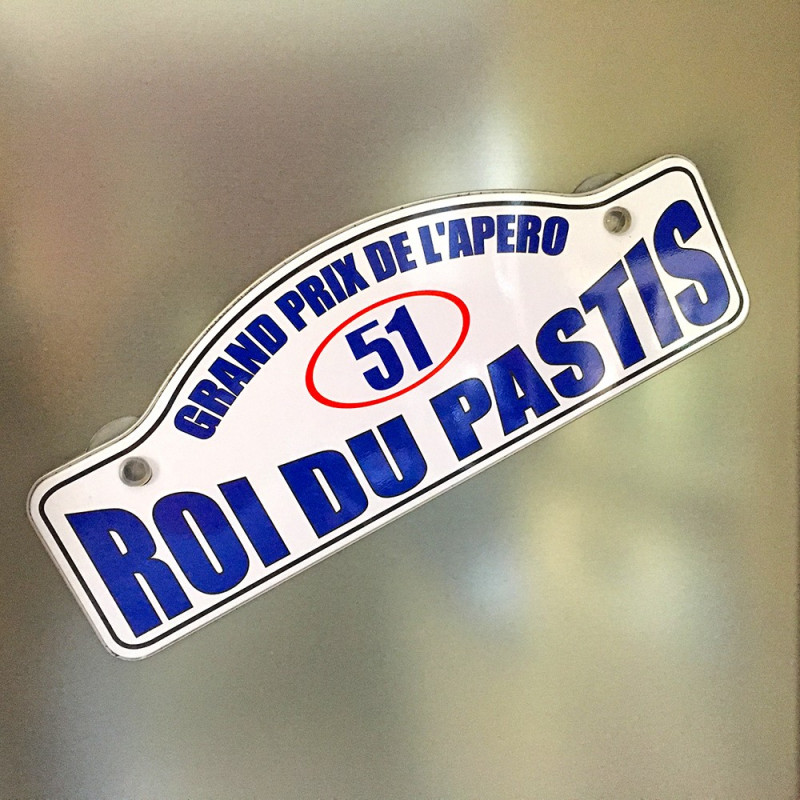 GRAND PRIX DE L'APERO
51
ROI DU PASTIS